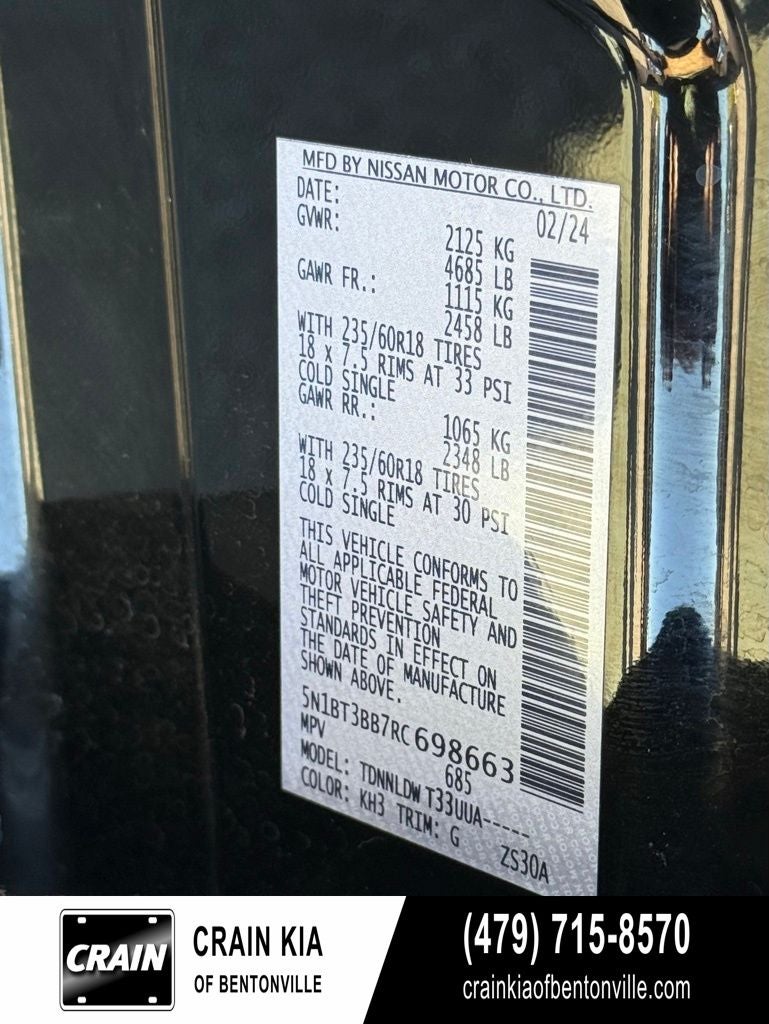 MFD BY NISSAN MOTOR CO., LTD.
DATE: 02/24
GVWR: 2125 KG
4685 LB
GAWR FR.: 1115 KG
2458 LB
WITH 235/60R18 TIRES
18 x 7.5 RIMS AT 33 PSI
COLD SINGLE
GAWR RR.: 1065 KG
2348 LB
WITH 235/60R18 TIRES
18 x 7.5 RIMS AT 30 PSI
COLD SINGLE
THIS VEHICLE CONFORMS TO
ALL APPLICABLE FEDERAL
MOTOR VEHICLE SAFETY AND
THEFT PREVENTION
STANDARDS IN EFFECT ON
THE DATE OF MANUFACTURE
SHOWN ABOVE.
5N1BT3BB7RC698663
MPV 685
MODEL: TDNNLDW T33UUA-----
COLOR: KH3 TRIM: G ZS30A
CRAIN
CRAIN KIA
OF BENTONVILLE
(479) 715-8570
crainkiaofbentonville.com